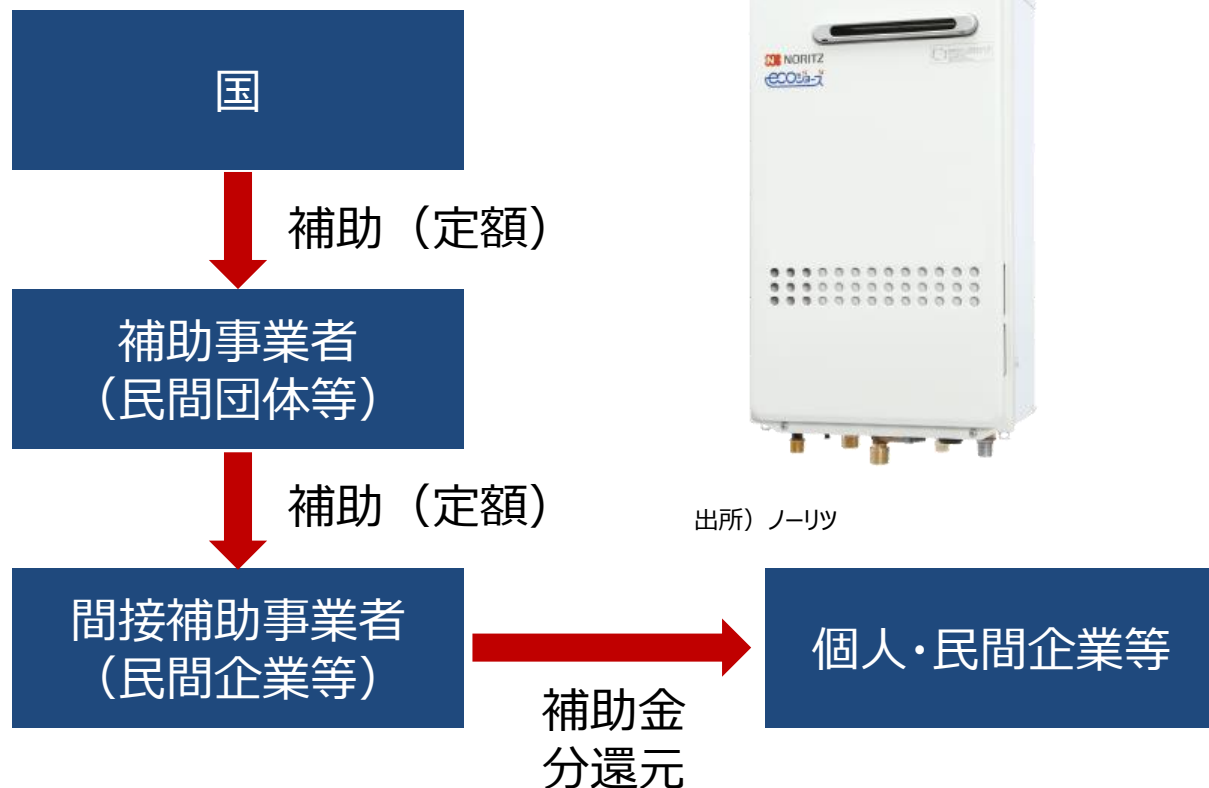 国
NORITZ
ecoジョーズ
補助（定額）
補助事業者
（民間団体等）
補助（定額）
出所）ノーリツ
間接補助事業者
（民間企業等）
個人・民間企業等
補助金
分還元